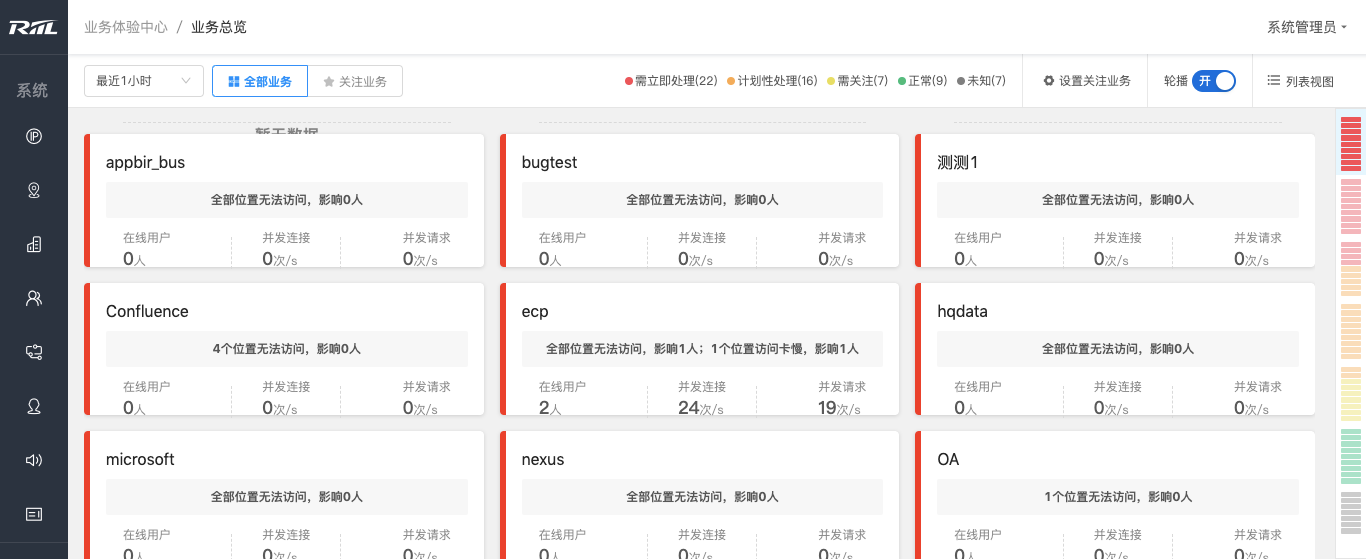 RIIL
业务体验中心 / 业务总览
系统管理员
系统
最近1小时
全部业务
关注业务
需立即处理(22)
计划性处理(16)
需关注(7)
正常(9)
未知(7)
设置关注业务
轮播
开
列表视图
暂无数据
appbir_bus
全部位置无法访问，影响0人
在线用户
并发连接
并发请求
0人
0次/s
0次/s
bugtest
全部位置无法访问，影响0人
在线用户
并发连接
并发请求
0人
0次/s
0次/s
测测1
全部位置无法访问，影响0人
在线用户
并发连接
并发请求
0人
0次/s
0次/s
Confluence
4个位置无法访问，影响0人
在线用户
并发连接
并发请求
0人
0次/s
0次/s
ecp
全部位置无法访问，影响1人；1个位置访问卡慢，影响1人
在线用户
并发连接
并发请求
2人
24次/s
19次/s
hqdata
全部位置无法访问，影响0人
在线用户
并发连接
并发请求
0人
0次/s
0次/s
microsoft
全部位置无法访问，影响0人
在线用户
并发连接
并发请求
0人
0次/s
0次/s
nexus
全部位置无法访问，影响0人
在线用户
并发连接
并发请求
0人
0次/s
0次/s
OA
1个位置无法访问，影响0人
在线用户
并发连接
并发请求
0人
0次/s
0次/s